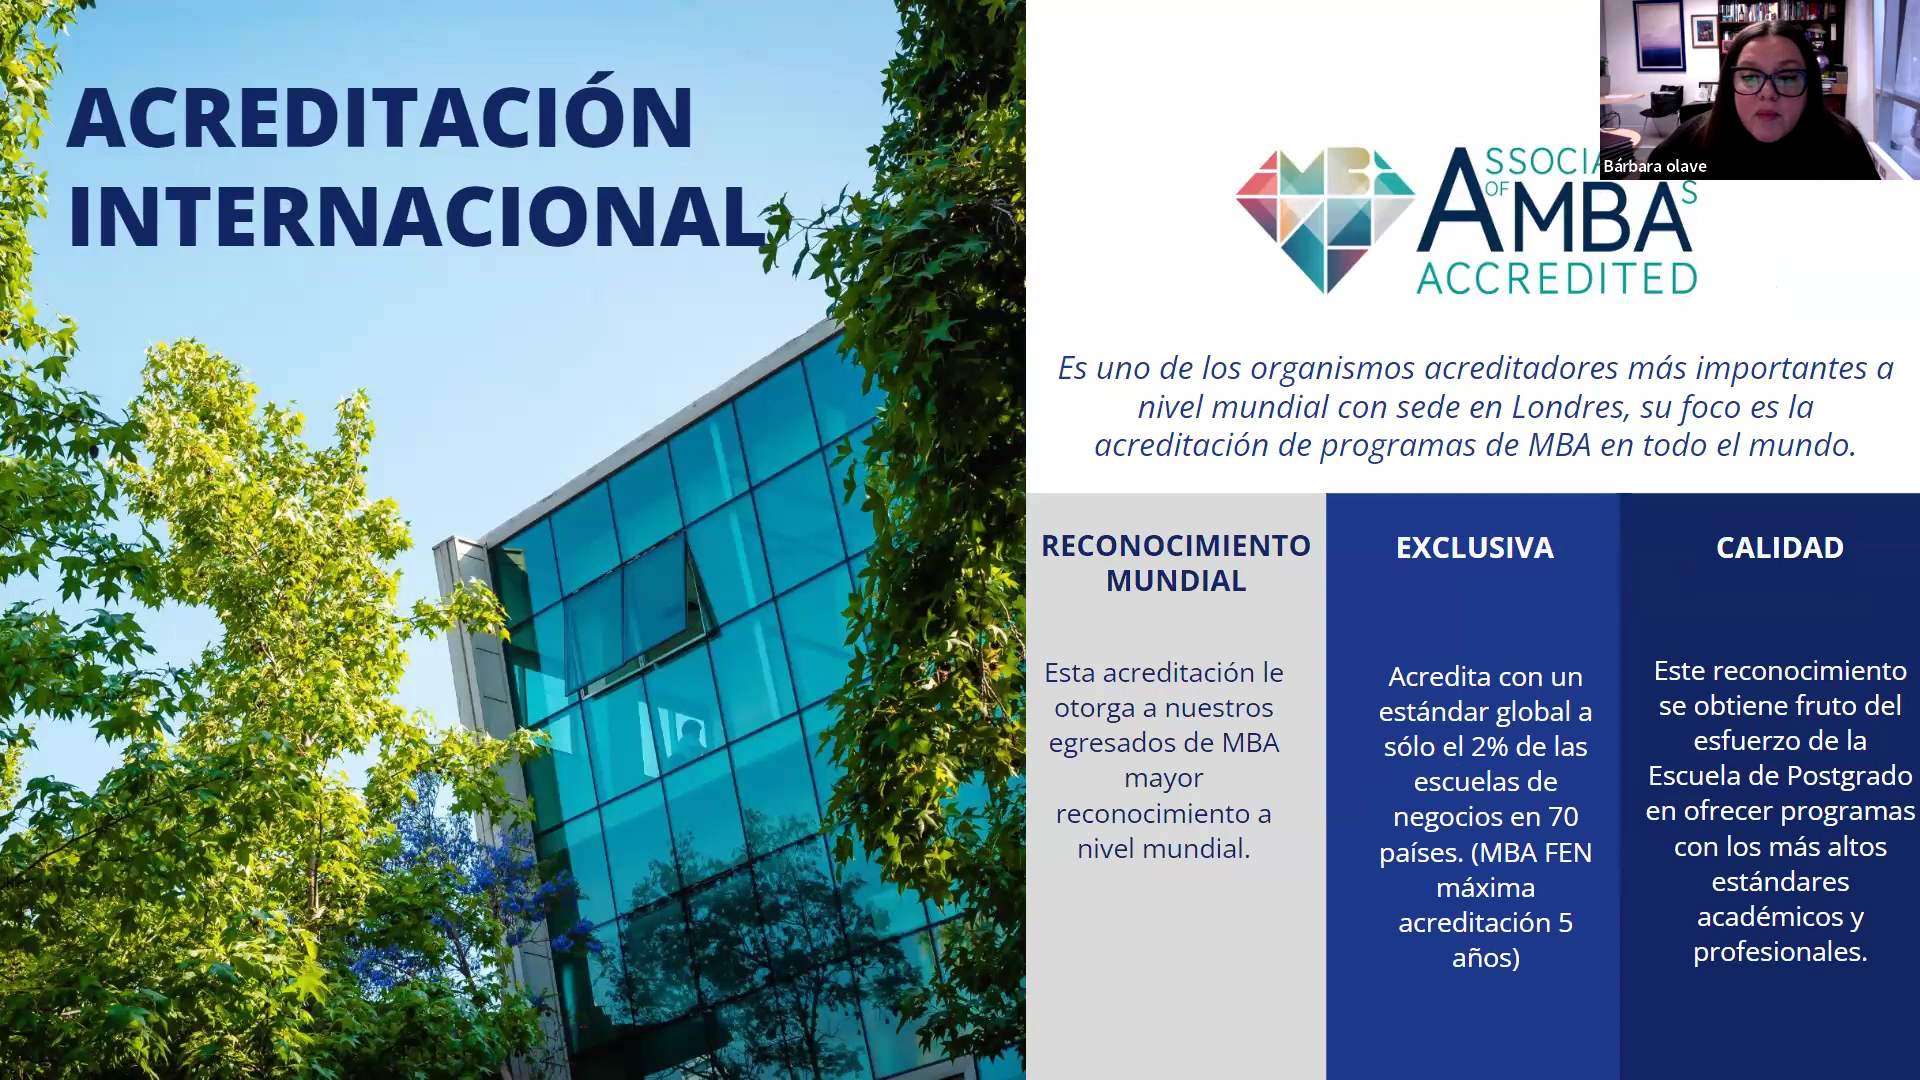 ACREDITACIÓN
INTERNACIONAL
MBA
SSOCIA
OF
S
AMBA
ACCREDITED
Bárbara olave
Es uno de los organismos acreditadores más importantes a
nivel mundial con sede en Londres, su foco es la
acreditación de programas de MBA en todo el mundo.
RECONOCIMIENTO
MUNDIAL
Esta acreditación le
otorga a nuestros
egresados de MBA
mayor
reconocimiento a
nivel mundial.
EXCLUSIVA
Acredita con un
estándar global a
sólo el 2% de las
escuelas de
negocios en 70
países. (MBA FEN
máxima
acreditación 5
años)
CALIDAD
Este reconocimiento
se obtiene fruto del
esfuerzo de la
Escuela de Postgrado
en ofrecer programas
con los más altos
estándares
académicos y
profesionales.